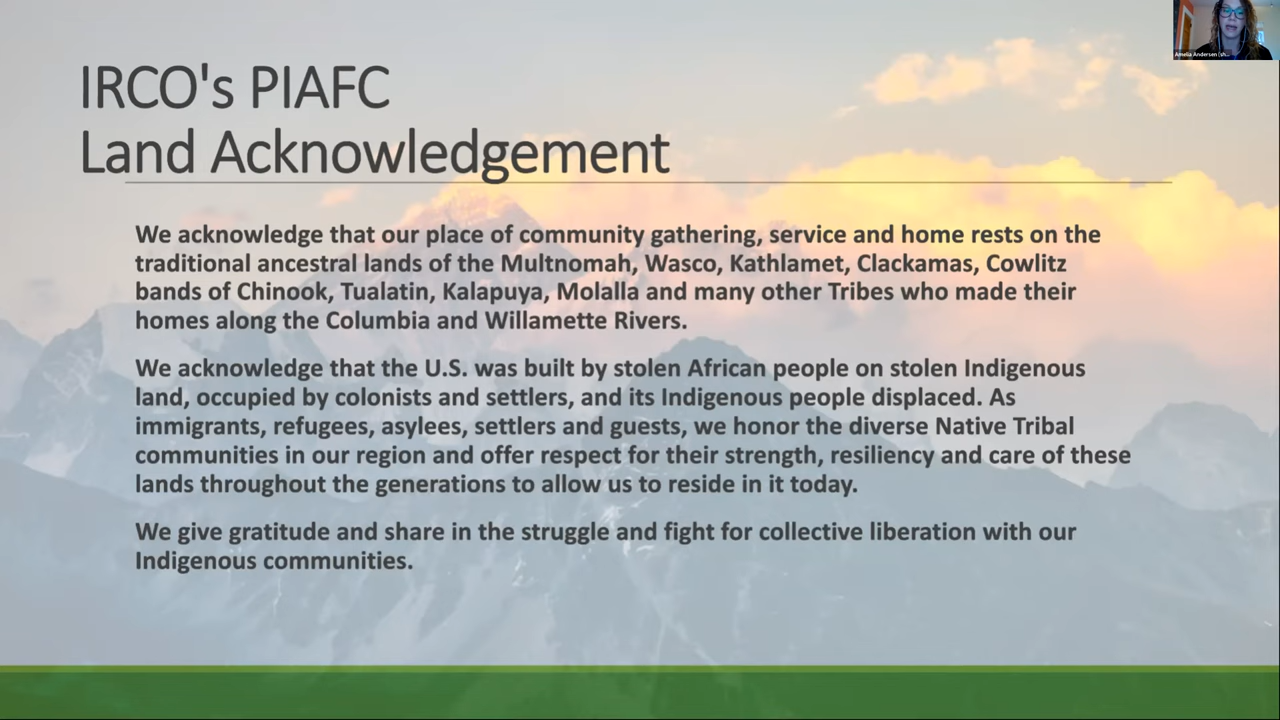 IRCO's PIAFC
Land Acknowledgement
We acknowledge that our place of community gathering, service and home rests on the
traditional ancestral lands of the Multnomah, Wasco, Kathlamet, Clackamas, Cowlitz
bands of Chinook, Tualatin, Kalapuya, Molalla and many other Tribes who made their
homes along the Columbia and Willamette Rivers.
We acknowledge that the U.S. was built by stolen African people on stolen Indigenous
land, occupied by colonists and settlers, and its Indigenous people displaced. As
immigrants, refugees, asylees, settlers and guests, we honor the diverse Native Tribal
communities in our region and offer respect for their strength, resiliency and care of these
lands throughout the generations to allow us to reside in it today.
We give gratitude and share in the struggle and fight for collective liberation with our
Indigenous communities.
Amelia Andersen (sh...